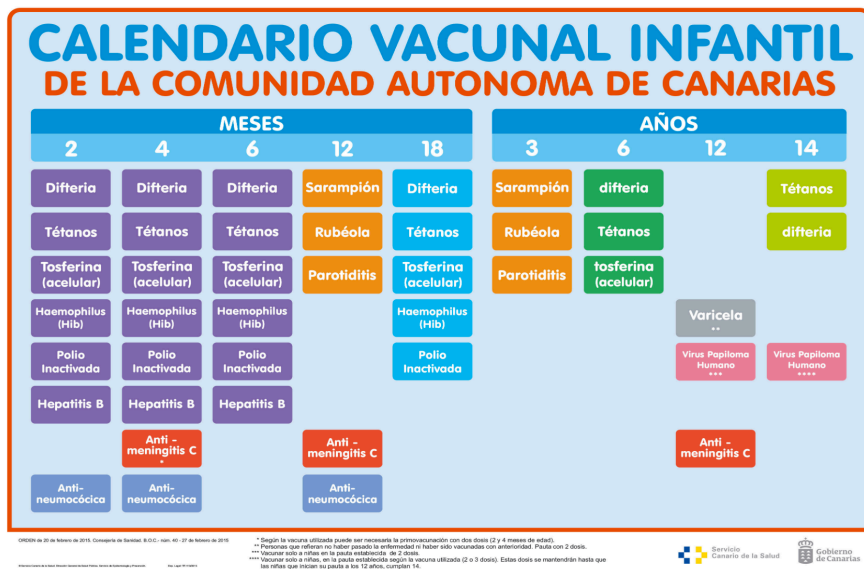 CALENDARIO VACUNAL INFANTIL
DE LA COMUNIDAD AUTONOMA DE CANARIAS
MESES
AÑOS
2 4 6 12 18 3 6 12 14
Difteria Difteria Difteria Sarampión Difteria Sarampión difteria Tétanos
Tétanos Tétanos Tétanos Rubéola Tétanos Rubéola Tétanos difteria
Tosferina Tosferina Tosferina Parotiditis Tosferina Parotiditis tosferina
(acelular) (acelular) (acelular) (acelular) (acelular)
Haemophilus Haemophilus Haemophilus Haemophilus Varicela
(Hib) (Hib) (Hib) (Hib) **
Polio Polio Polio Polio Virus Papiloma Virus Papiloma
Inactivada Inactivada Inactivada Inactivada Humano Humano
*** ****
Hepatitis B Hepatitis B Hepatitis B
Anti - Anti - Anti -
meningitis C meningitis C meningitis C
*
Anti- Anti- Anti-
neumocócica neumocócica neumocócica
ORDEN de 20 de febrero de 2015, Consejería de Sanidad. B.O.C.- núm. 40 - 27 de febrero de 2015
* Según la vacuna utilizada puede ser necesaria la primovacunación con dos dosis (2 y 4 meses de edad).
** Personas que refieran no haber pasado la enfermedad ni haber sido vacunadas con anterioridad. Pauta con 2 dosis.
*** Vacunar solo a niñas en la pauta establecida de 2 dosis
**** Vacunar solo a niñas, en la pauta establecida según la vacuna utilizada (2 o 3 dosis). Estas dosis se mantendrán hasta que
las niñas que inician su pauta a los 12 años, cumplan 14.
Servicio
Canario de la Salud
Gobierno
de Canarias